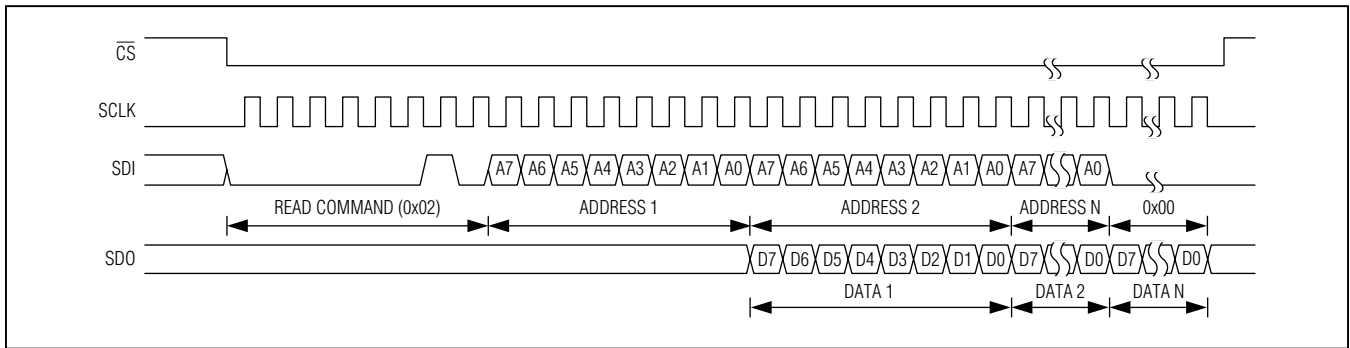 CS
SCLK
SDI A7 A6 A5 A4 A3 A2 A1 A0 A7 A6 A5 A4 A3 A2 A1 A0 A7 A0
READ COMMAND (0x02) ADDRESS 1 ADDRESS 2 ADDRESS N 0x00
SDO D7 D6 D5 D4 D3 D2 D1 D0 D7 D0 D7 D0
DATA 1 DATA 2 DATA N